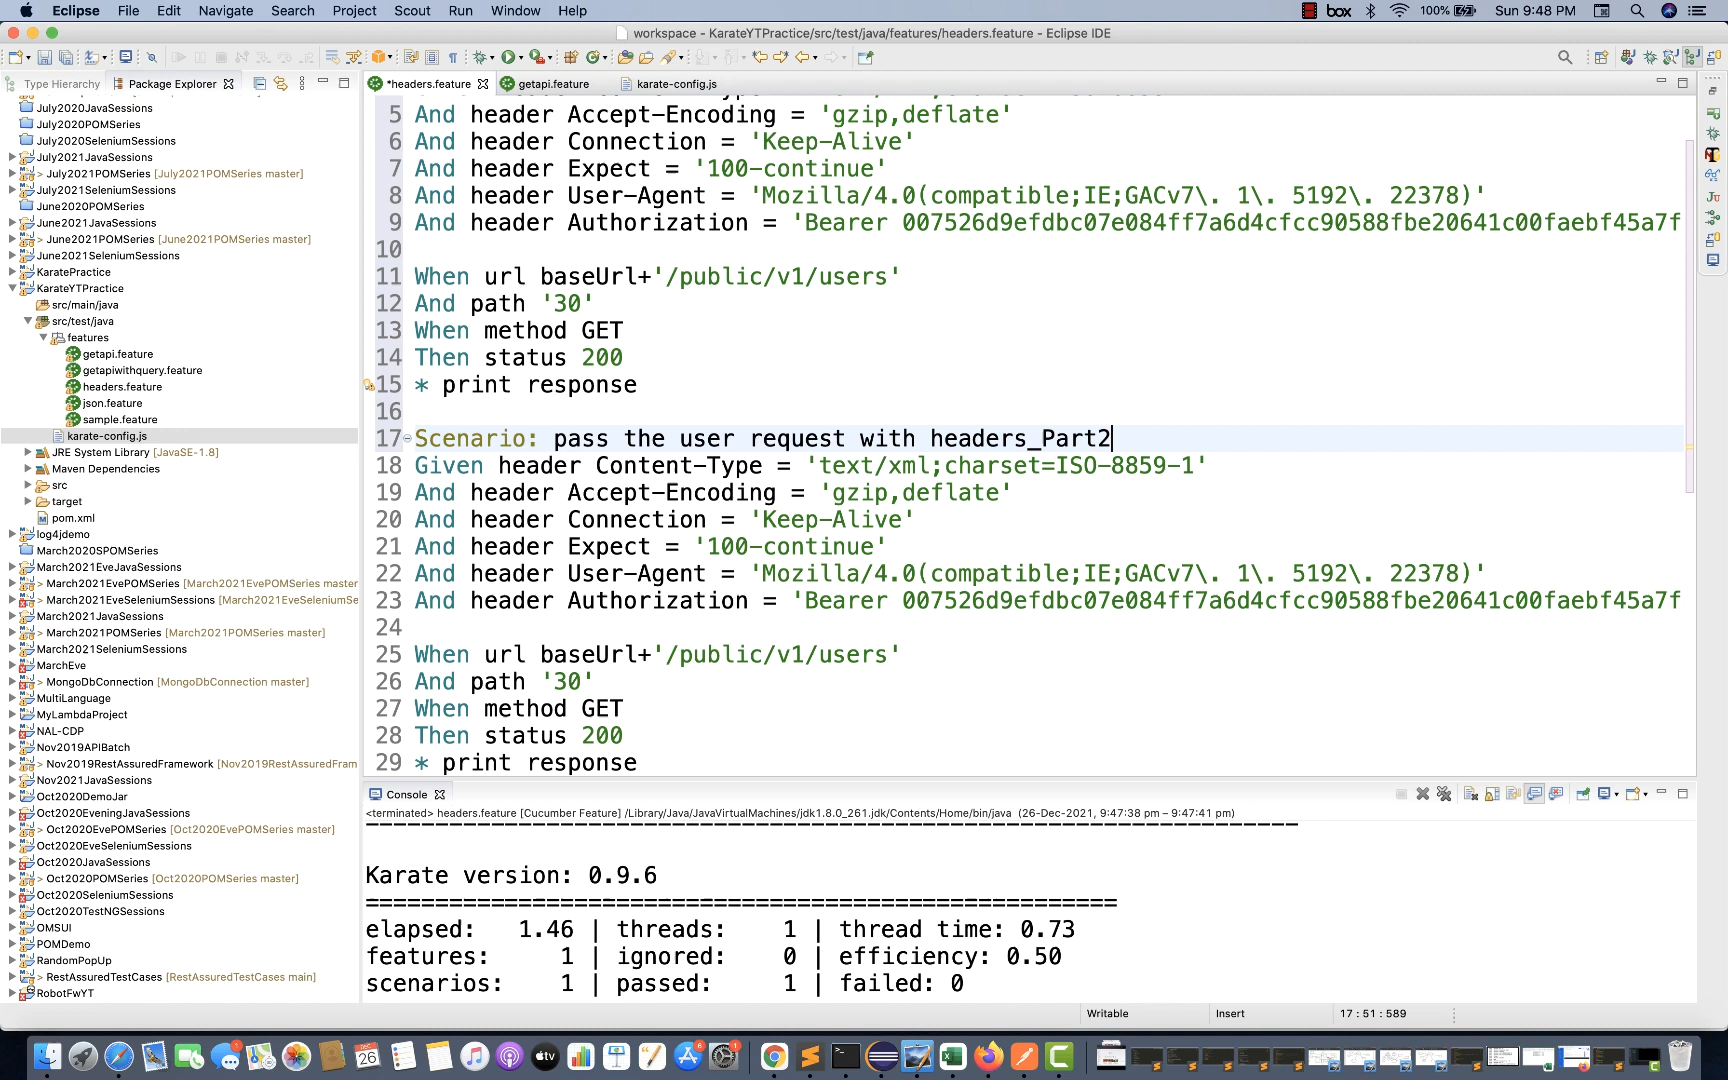 Eclipse File Edit Navigate Search Project Scout Run Window Help
box 100% Sun 9:48 PM
workspace - KarateYTPractice/src/test/java/features/headers.feature - Eclipse IDE
Type Hierarchy Package Explorer
*headers.feature getapi.feature karate-config.js
July2020JavaSessions
July2020POMSeries
July2020SeleniumSessions
July2021JavaSessions
> July2021POMSeries [July2021POMSeries master]
July2021SeleniumSessions
June2020POMSeries
June2021JavaSessions
> June2021POMSeries [June2021POMSeries master]
June2021SeleniumSessions
KaratePractice
KarateYTPractice
src/main/java
src/test/java
features
getapi.feature
getapiwithquery.feature
headers.feature
json.feature
sample.feature
karate-config.js
JRE System Library [JavaSE-1.8]
Maven Dependencies
src
target
pom.xml
log4jdemo
March2020SPOMSeries
March2021EveJavaSessions
> March2021EvePOMSeries [March2021EvePOMSeries master
> March2021EveSeleniumSessions [March2021EveSeleniumSe
March2021JavaSessions
> March2021POMSeries [March2021POMSeries master]
March2021SeleniumSessions
MarchEve
> MongoDbConnection [MongoDbConnection master]
MultiLanguage
MyLambdaProject
NAL-CDP
Nov2019APIBatch
> Nov2019RestAssuredFramework [Nov2019RestAssuredFram
Nov2021JavaSessions
Oct2020DemoJar
Oct2020EveningJavaSessions
> Oct2020EvePOMSeries [Oct2020EvePOMSeries master]
Oct2020EveSeleniumSessions
Oct2020JavaSessions
> Oct2020POMSeries [Oct2020POMSeries master]
Oct2020SeleniumSessions
Oct2020TestNGSessions
OMSUI
POMDemo
RandomPopUp
> RestAssuredTestCases [RestAssuredTestCases main]
RobotFwYT
5 And header Accept-Encoding = 'gzip,deflate'
6 And header Connection = 'Keep-Alive'
7 And header Expect = '100-continue'
8 And header User-Agent = 'Mozilla/4.0(compatible;IE;GACv7\. 1\. 5192\. 22378)'
9 And header Authorization = 'Bearer 007526d9efdbc07e084ff7a6d4cfcc90588fbe20641c00faebf45a7f
10
11 When url baseUrl+'/public/v1/users'
12 And path '30'
13 When method GET
14 Then status 200
15 * print response
16
17 Scenario: pass the user request with headers_Part2
18 Given header Content-Type = 'text/xml;charset=ISO-8859-1'
19 And header Accept-Encoding = 'gzip,deflate'
20 And header Connection = 'Keep-Alive'
21 And header Expect = '100-continue'
22 And header User-Agent = 'Mozilla/4.0(compatible;IE;GACv7\. 1\. 5192\. 22378)'
23 And header Authorization = 'Bearer 007526d9efdbc07e084ff7a6d4cfcc90588fbe20641c00faebf45a7f
24
25 When url baseUrl+'/public/v1/users'
26 And path '30'
27 When method GET
28 Then status 200
29 * print response
Console
<terminated> headers.feature [Cucumber Feature] /Library/Java/JavaVirtualMachines/jdk1.8.0_261.jdk/Contents/Home/bin/java (26-Dec-2021, 9:47:38 pm – 9:47:41 pm)
Karate version: 0.9.6
======================================================
elapsed: 1.46 | threads: 1 | thread time: 0.73
features: 1 | ignored: 0 | efficiency: 0.50
scenarios: 1 | passed: 1 | failed: 0
Writable Insert 17 : 51 : 589